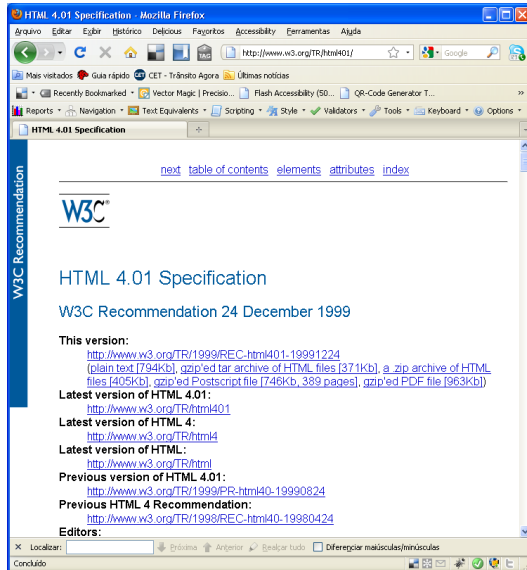 HTML 4.01 Specification - Mozilla Firefox
Arquivo Editar Exibir Histórico Delicious Favoritos Accessibility Ferramentas Ajuda
TAG http://www.w3.org/TR/html401/ Google
Mais visitados Guia rápido CET - Trânsito Agora Últimas notícias
Recently Bookmarked Vector Magic | Precisio... Flash Accessibility (50... QR-Code Generator T... »
Reports Navigation Text Equivalents Scripting Style Validators Tools Keyboard Options
HTML 4.01 Specification
W3C Recommendation
next table of contents elements attributes index
W3C®
HTML 4.01 Specification
W3C Recommendation 24 December 1999
This version:
http://www.w3.org/TR/1999/REC-html401-19991224
(plain text [794Kb], gzip'ed tar archive of HTML files [371Kb], a .zip archive of HTML
files [405Kb], gzip'ed Postscript file [746Kb, 389 pages], gzip'ed PDF file [963Kb])
Latest version of HTML 4.01:
http://www.w3.org/TR/html401
Latest version of HTML 4:
http://www.w3.org/TR/html4
Latest version of HTML:
http://www.w3.org/TR/html
Previous version of HTML 4.01:
http://www.w3.org/TR/1999/PR-html40-19990824
Previous HTML 4 Recommendation:
http://www.w3.org/TR/1998/REC-html40-19980424
Editors:
× Localizar: Próxima Anterior Realçar tudo Diferenciar maiúsculas/minúsculas
Concluído